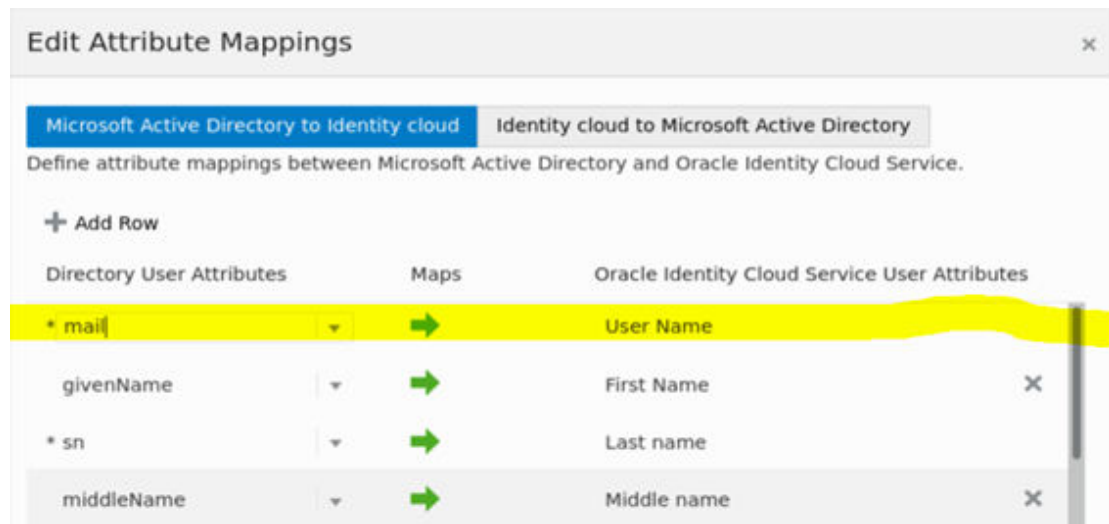 Edit Attribute Mappings
Microsoft Active Directory to Identity cloud Identity cloud to Microsoft Active Directory
Define attribute mappings between Microsoft Active Directory and Oracle Identity Cloud Service.
Add Row
Directory User Attributes Maps Oracle Identity Cloud Service User Attributes
* mail User Name
givenName First Name
* sn Last name
middleName Middle name